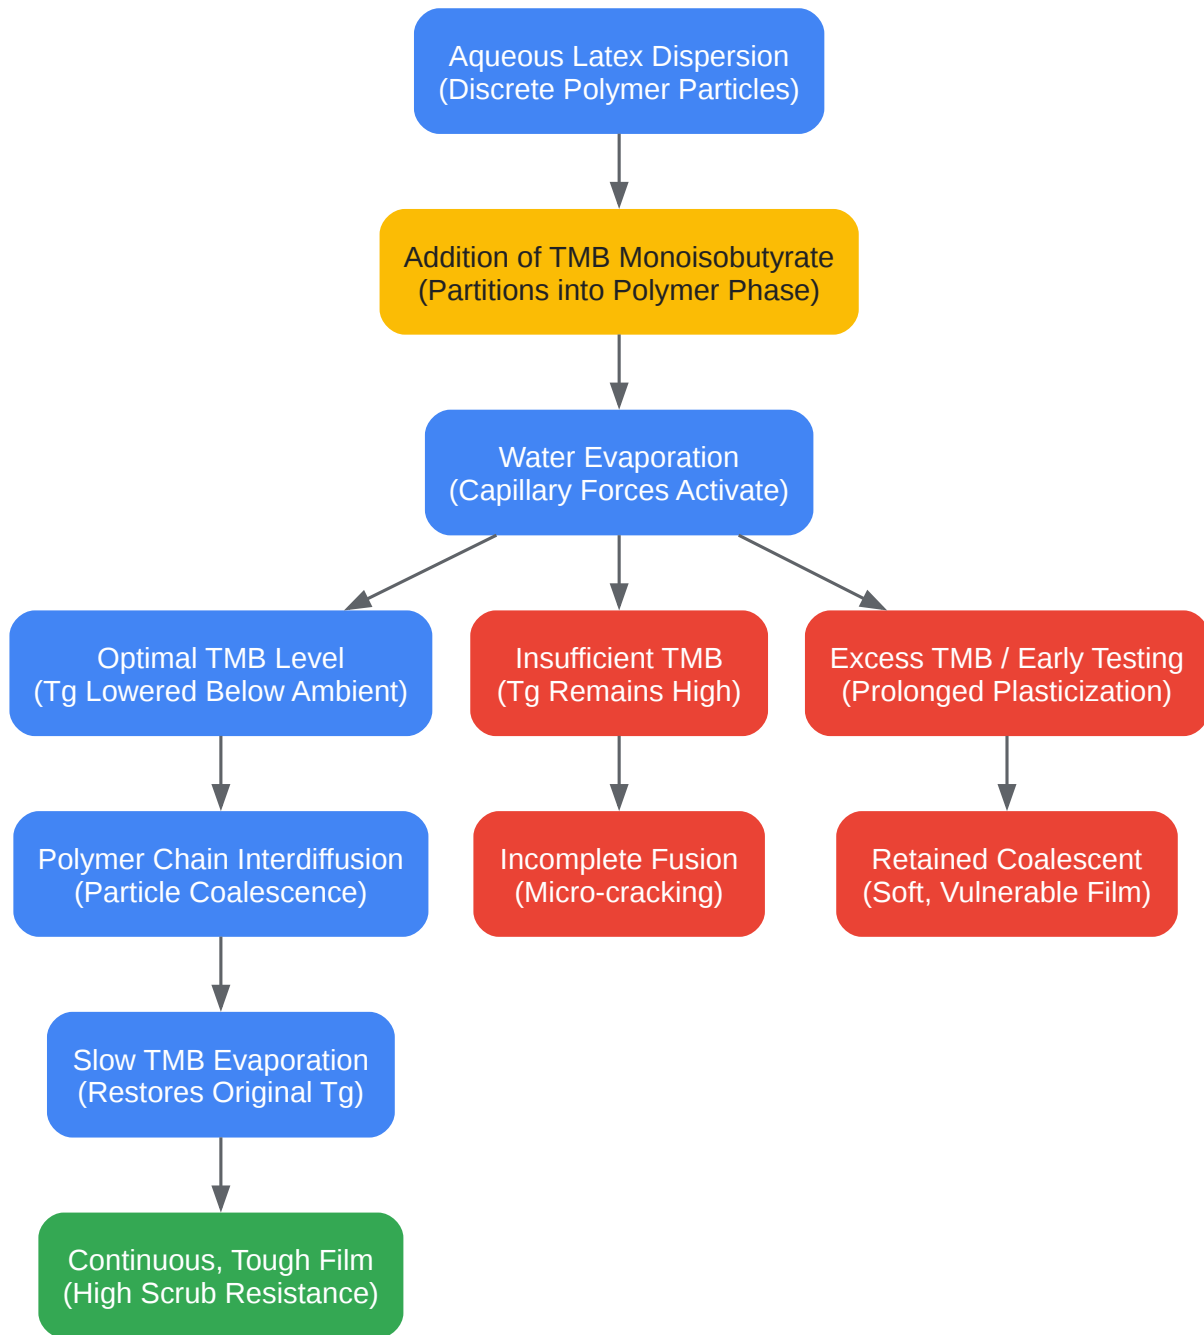 Aqueous Latex Dispersion
(Discrete Polymer Particles)
Addition of TMB Monoisobutyrate
(Partitions into Polymer Phase)
Water Evaporation
(Capillary Forces Activate)
Optimal TMB Level
(Tg Lowered Below Ambient)
Insufficient TMB
(Tg Remains High)
Excess TMB / Early Testing
(Prolonged Plasticization)
Polymer Chain Interdiffusion
(Particle Coalescence)
Incomplete Fusion
(Micro-cracking)
Retained Coalescent
(Soft, Vulnerable Film)
Slow TMB Evaporation
(Restores Original Tg)
Continuous, Tough Film
(High Scrub Resistance)